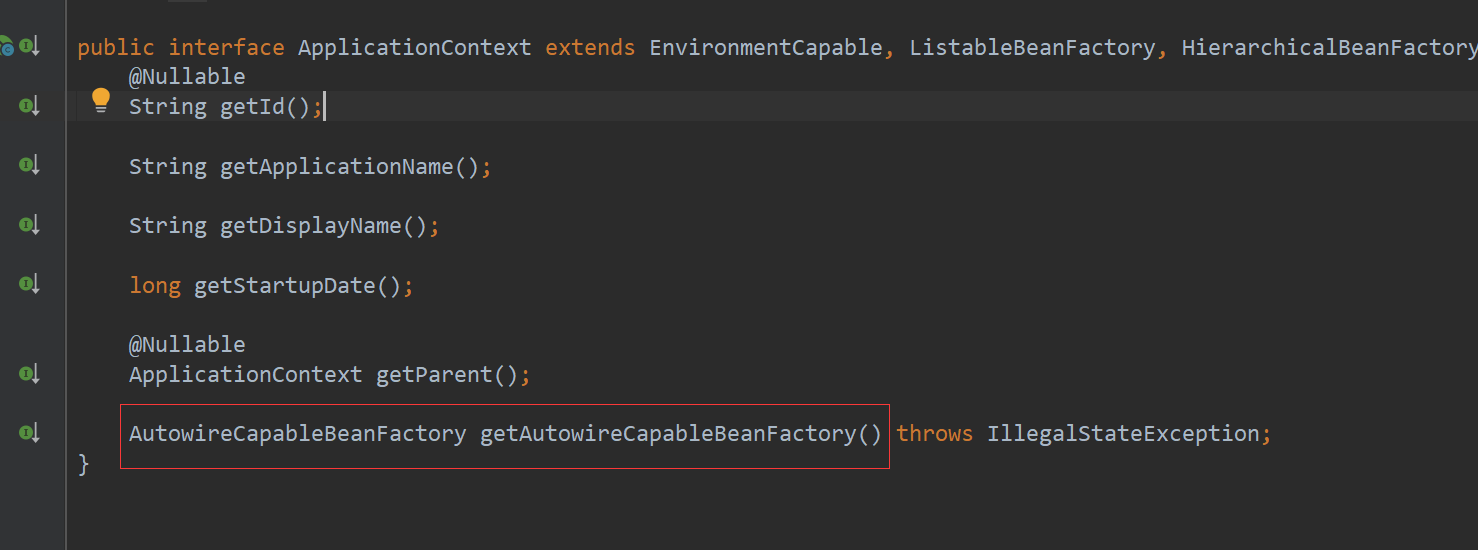 public interface ApplicationContext extends EnvironmentCapable, ListableBeanFactory, HierarchicalBeanFactory
@Nullable
String getId();
String getApplicationName();
String getDisplayName();
long getStartupDate();
@Nullable
ApplicationContext getParent();
AutowireCapableBeanFactory getAutowireCapableBeanFactory() throws IllegalStateException;
}